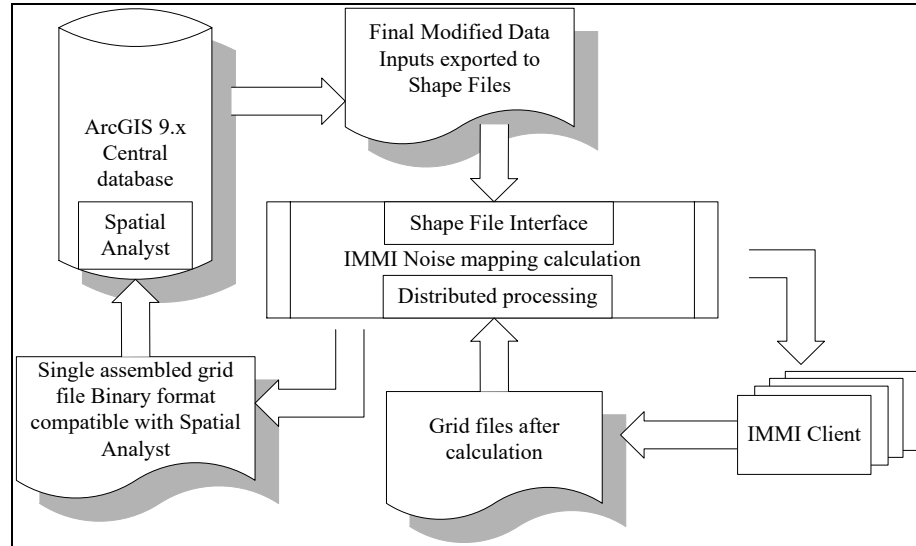 ArcGIS 9.x
Central
database
Spatial
Analyst
Final Modified Data
Inputs exported to
Shape Files
Shape File Interface
IMMI Noise mapping calculation
Distributed processing
Single assembled grid
file Binary format
compatible with Spatial
Analyst
Grid files after
calculation
IMMI Client